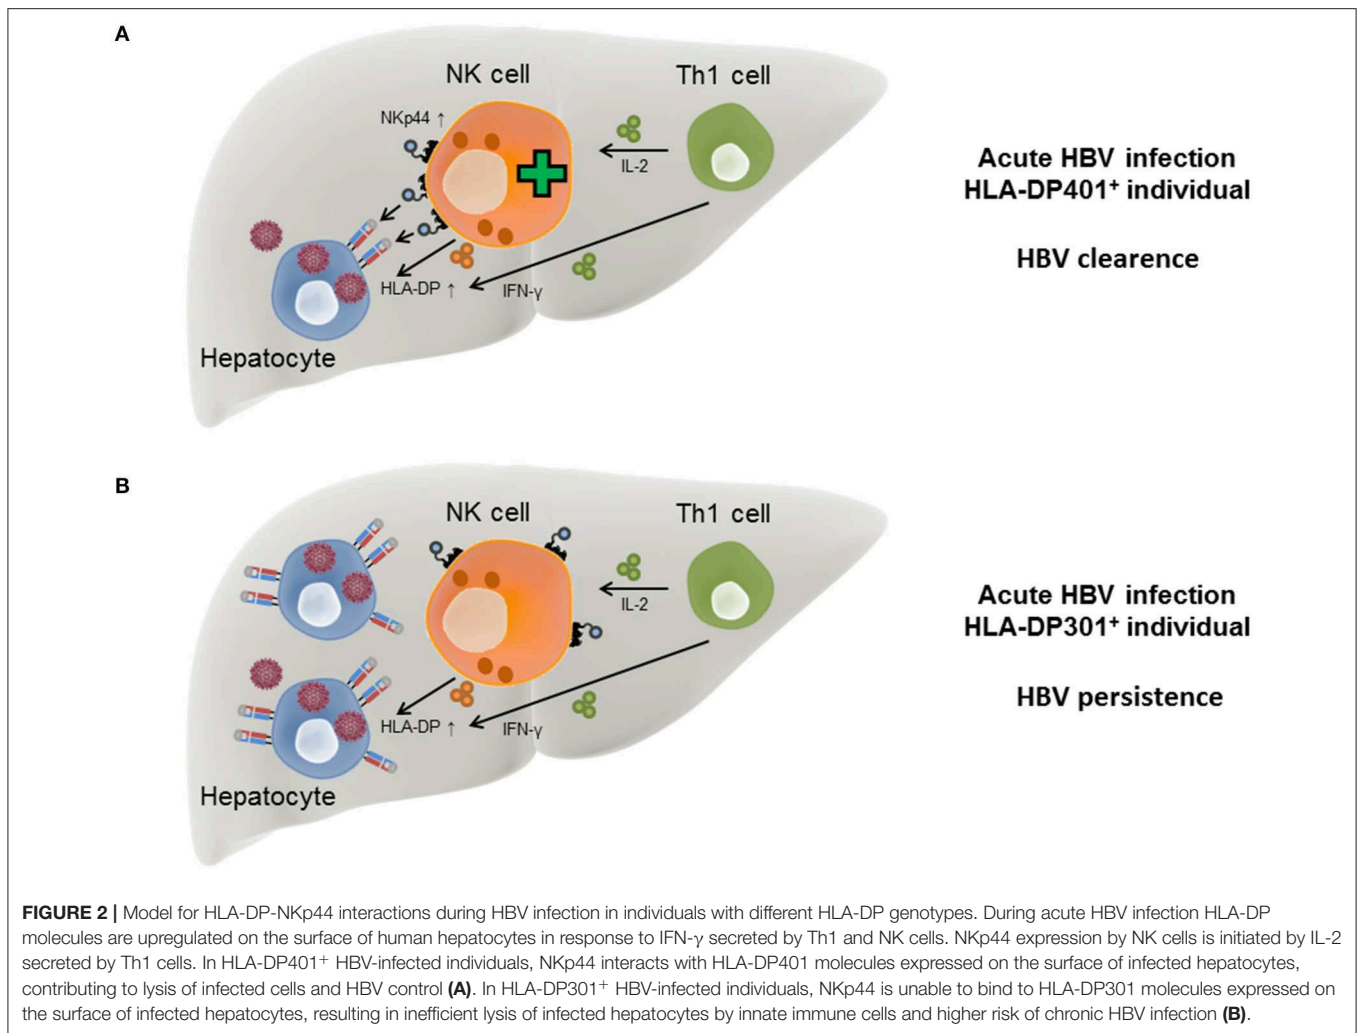 A
NK cell
Th1 cell
NKp44 ↑
IL-2
Acute HBV infection
HLA-DP401⁺ individual
HBV clearence
HLA-DP ↑
IFN-γ
Hepatocyte
B
NK cell
Th1 cell
IL-2
Acute HBV infection
HLA-DP301⁺ individual
HBV persistence
HLA-DP ↑
IFN-γ
Hepatocyte
FIGURE 2 | Model for HLA-DP-NKp44 interactions during HBV infection in individuals with different HLA-DP genotypes. During acute HBV infection HLA-DP
molecules are upregulated on the surface of human hepatocytes in response to IFN-γ secreted by Th1 and NK cells. NKp44 expression by NK cells is initiated by IL-2
secreted by Th1 cells. In HLA-DP401⁺ HBV-infected individuals, NKp44 interacts with HLA-DP401 molecules expressed on the surface of infected hepatocytes,
contributing to lysis of infected cells and HBV control (A). In HLA-DP301⁺ HBV-infected individuals, NKp44 is unable to bind to HLA-DP301 molecules expressed on
the surface of infected hepatocytes, resulting in inefficient lysis of infected hepatocytes by innate immune cells and higher risk of chronic HBV infection (B).